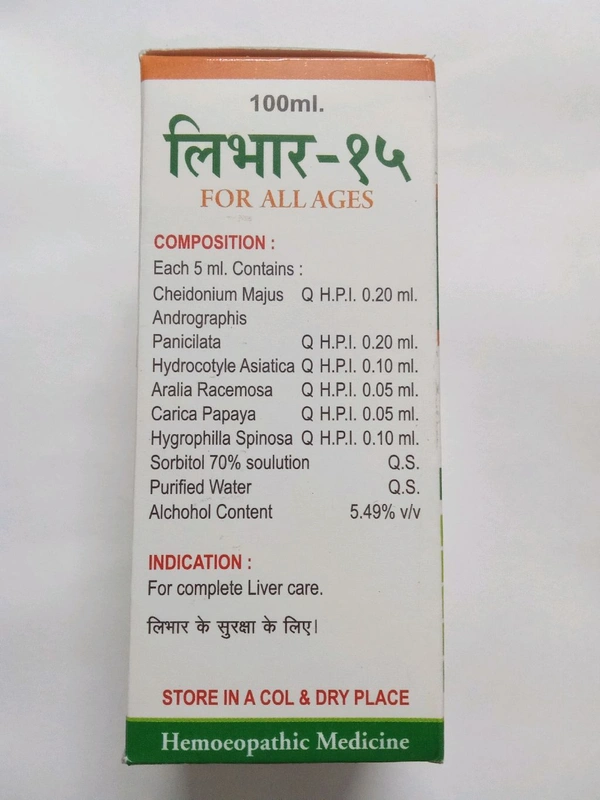 100ml.
लिभार-१५
FOR ALL AGES
COMPOSITION :
Each 5 ml. Contains :
Cheidonium Majus Q H.P.I. 0.20 ml.
Andrographis
Panicilata Q H.P.I. 0.20 ml.
Hydrocotyle Asiatica Q H.P.I. 0.10 ml.
Aralia Racemosa Q H.P.I. 0.05 ml.
Carica Papaya Q H.P.I. 0.05 ml.
Hygrophilla Spinosa Q H.P.I. 0.10 ml.
Sorbitol 70% soulution Q.S.
Purified Water Q.S.
Alchohol Content 5.49% v/v
INDICATION :
For complete Liver care.
लिभार के सुरक्षा के लिए।
STORE IN A COL & DRY PLACE
Hemoeopathic Medicine